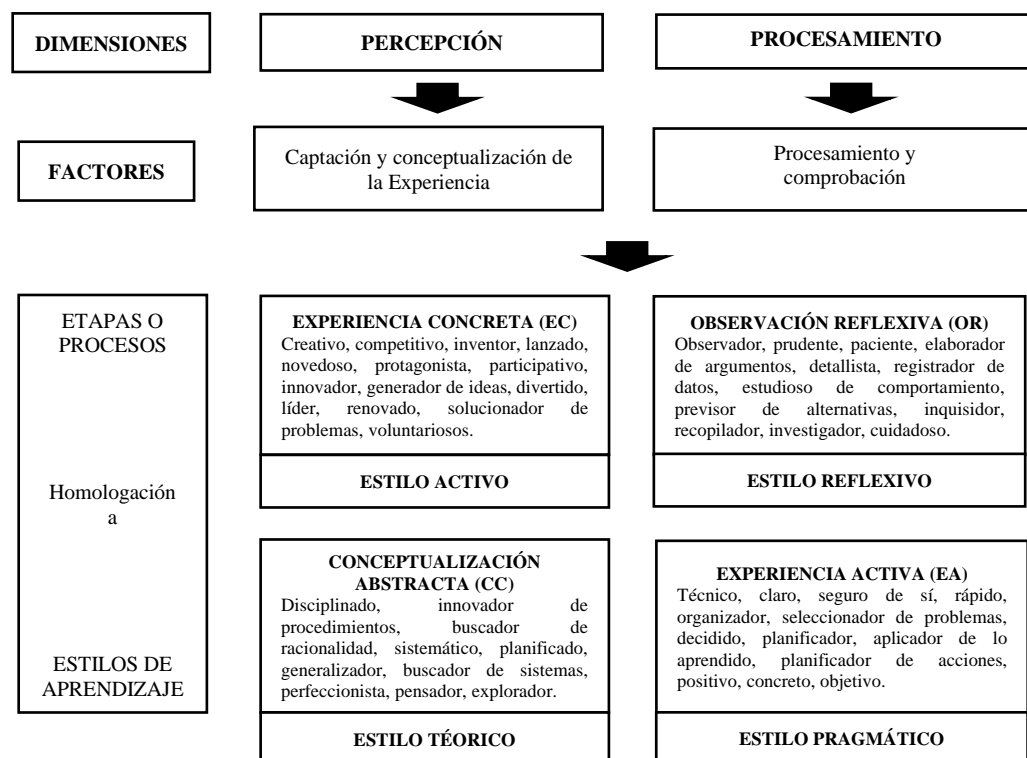 DIMENSIONES
PERCEPCIÓN
PROCESAMIENTO
FACTORES
Captación y conceptualización de
la Experiencia
Procesamiento y
comprobación
ETAPAS O
PROCESOS
Homologación
a
ESTILOS DE
APRENDIZAJE
EXPERIENCIA CONCRETA (EC)
Creativo, competitivo, inventor, lanzado,
novedoso, protagonista, participativo,
innovador, generador de ideas, divertido,
líder, renovado, solucionador de
problemas, voluntariosos.
ESTILO ACTIVO
OBSERVACIÓN REFLEXIVA (OR)
Observador, prudente, paciente, elaborador
de argumentos, detallista, registrador de
datos, estudioso de comportamiento,
previsor de alternativas, inquisidor,
recopilador, investigador, cuidadoso.
ESTILO REFLEXIVO
CONCEPTUALIZACIÓN
ABSTRACTA (CC)
Disciplinado, innovador de
procedimientos, buscador de
racionalidad, sistemático, planificado,
generalizador, buscador de sistemas,
perfeccionista, pensador, explorador.
ESTILO TÉORICO
EXPERIENCIA ACTIVA (EA)
Técnico, claro, seguro de sí, rápido,
organizador, seleccionador de problemas,
decidido, planificador, aplicador de lo
aprendido, planificador de acciones,
positivo, concreto, objetivo.
ESTILO PRAGMÁTICO